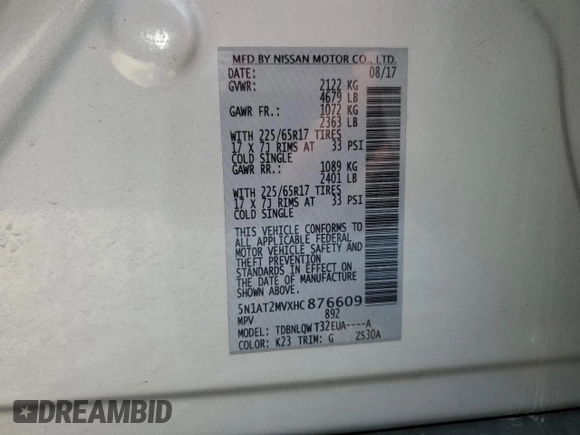 MFD BY NISSAN MOTOR CO., LTD.
DATE: 08/17
GVWR: 2122 KG
4679 LB
GAWR FR.: 1072 KG
2363 LB
WITH 225/65R17 TIRES
17 X 7J RIMS AT 33 PSI
COLD SINGLE
GAWR RR.: 1089 KG
2401 LB
WITH 225/65R17 TIRES
17 X 7J RIMS AT 33 PSI
COLD SINGLE
THIS VEHICLE CONFORMS TO
ALL APPLICABLE FEDERAL
MOTOR VEHICLE SAFETY AND
THEFT PREVENTION
STANDARDS IN EFFECT ON
THE DATE OF MANUFACTURE
5N1AT2MVXHC876609
MPV 892
MODEL: TDBNLQWT32EUA----A
COLOR: K23 TRIM: G ZS30A
DREAMBID